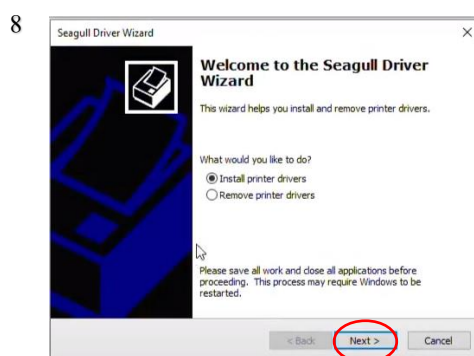 8
Seagull Driver Wizard
Welcome to the Seagull Driver
Wizard
This wizard helps you install and remove printer drivers.
What would you like to do?
Install printer drivers
Remove printer drivers
Please save all work and close all applications before
proceeding. This process may require Windows to be
restarted.
< Back Next > Cancel